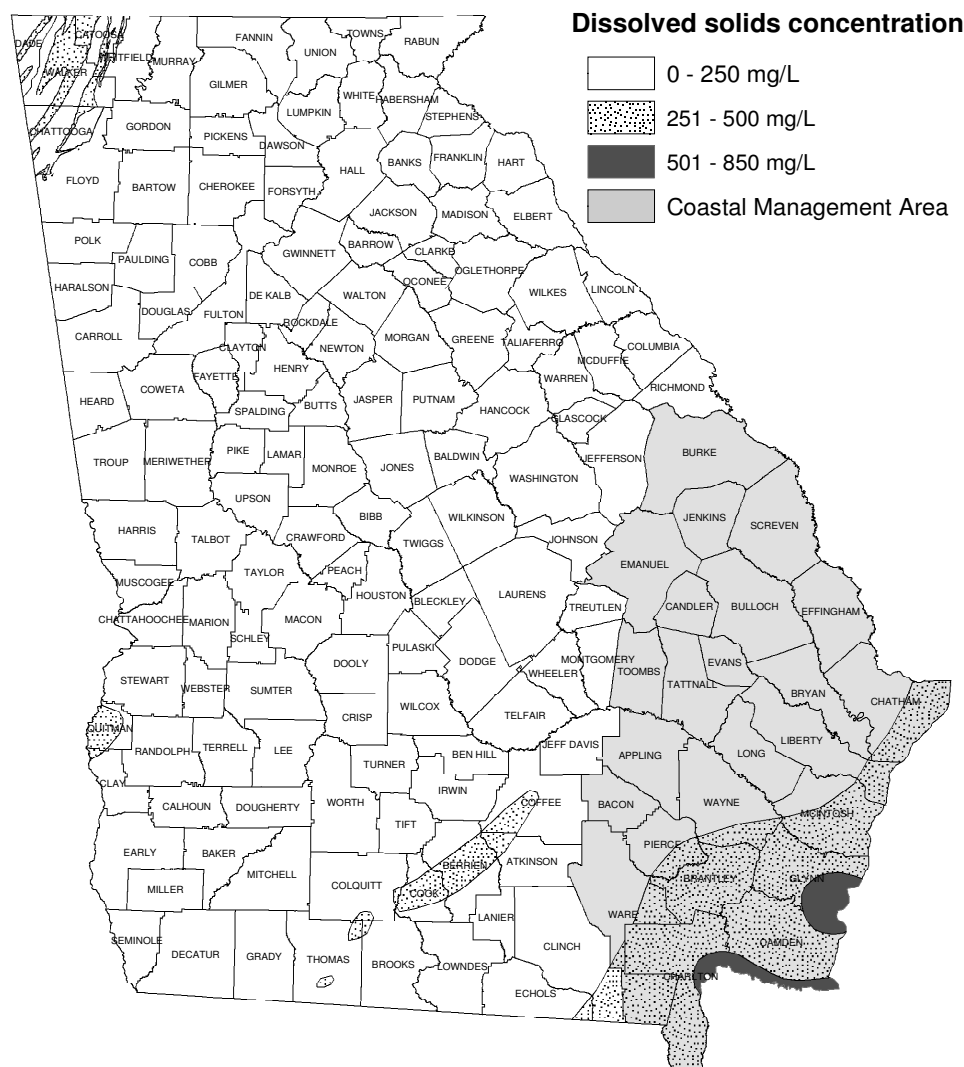 Dissolved solids concentration
0 - 250 mg/L
251 - 500 mg/L
501 - 850 mg/L
Coastal Management Area
DADE
CATOOSA
WHITFIELD
WALKER
MURRAY
FANNIN
UNION
TOWNS
RABUN
GILMER
LUMPKIN
WHITE
HABERSHAM
STEPHENS
CHATTOOGA
GORDON
PICKENS
DAWSON
HALL
BANKS
FRANKLIN
HART
FLOYD
BARTOW
CHEROKEE
FORSYTH
JACKSON
MADISON
ELBERT
POLK
PAULDING
COBB
GWINNETT
BARROW
CLARKE
OCONEE
OGLETHORPE
HARALSON
DE KALB
WALTON
WILKES
LINCOLN
DOUGLAS
FULTON
ROCKDALE
CARROLL
CLAYTON
NEWTON
MORGAN
GREENE
TALIAFERRO
MCDUFFIE
COLUMBIA
HEARD
COWETA
FAYETTE
HENRY
WARREN
RICHMOND
SPALDING
BUTTS
JASPER
PUTNAM
HANCOCK
GLASCOCK
TROUP
MERIWETHER
PIKE
LAMAR
MONROE
JONES
BALDWIN
JEFFERSON
BURKE
UPSON
WASHINGTON
HARRIS
TALBOT
CRAWFORD
BIBB
TWIGGS
WILKINSON
JOHNSON
JENKINS
SCREVEN
MUSCOGEE
TAYLOR
PEACH
HOUSTON
BLECKLEY
LAURENS
EMANUEL
TREUTLEN
CANDLER
BULLOCH
EFFINGHAM
CHATTAHOOCHEE
MARION
SCHLEY
MACON
STEWART
WEBSTER
SUMTER
DOOLY
PULASKI
DODGE
WHEELER
MONTGOMERY
TOOMBS
TATTNALL
EVANS
BRYAN
CHATHAM
QUITMAN
RANDOLPH
TERRELL
LEE
CRISP
WILCOX
TELFAIR
JEFF DAVIS
APPLING
LONG
LIBERTY
CLAY
CALHOUN
DOUGHERTY
WORTH
TURNER
BEN HILL
IRWIN
COFFEE
BACON
WAYNE
MCINTOSH
EARLY
BAKER
MITCHELL
TIFT
BERRIEN
ATKINSON
PIERCE
BRANTLEY
GLYNN
MILLER
COLQUITT
COOK
LANIER
WARE
SEMINOLE
DECATUR
GRADY
THOMAS
BROOKS
LOWNDES
CLINCH
CAMDEN
CHARLTON
ECHOLS